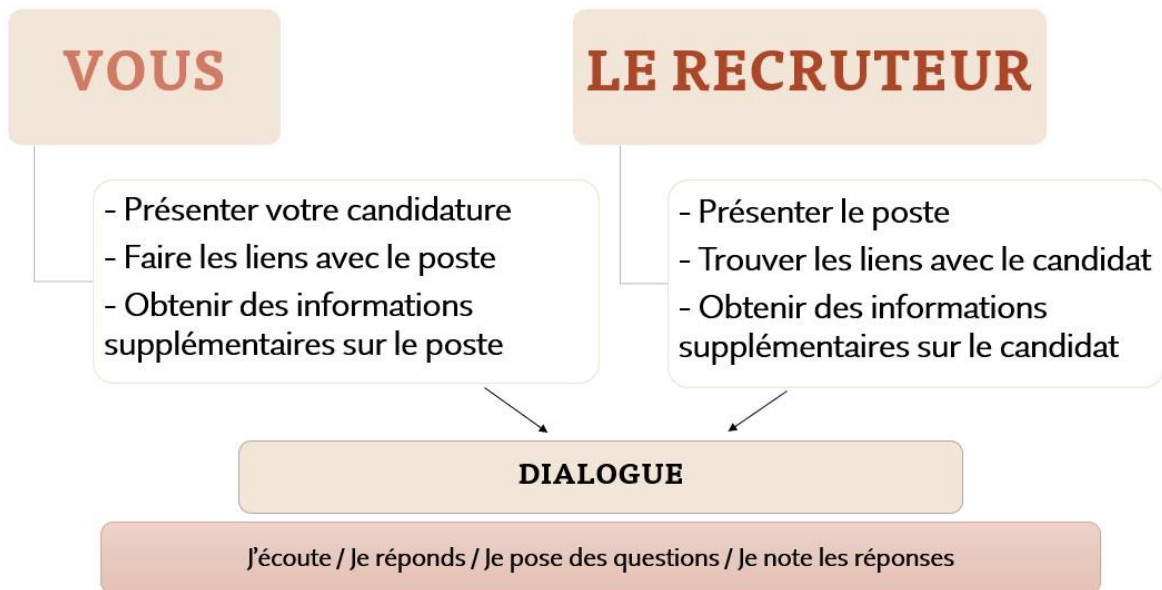 VOUS
- Présenter votre candidature
- Faire les liens avec le poste
- Obtenir des informations
supplémentaires sur le poste
LE RECRUTEUR
- Présenter le poste
- Trouver les liens avec le candidat
- Obtenir des informations
supplémentaires sur le candidat
DIALOGUE
J'écoute / Je réponds / Je pose des questions / Je note les réponses